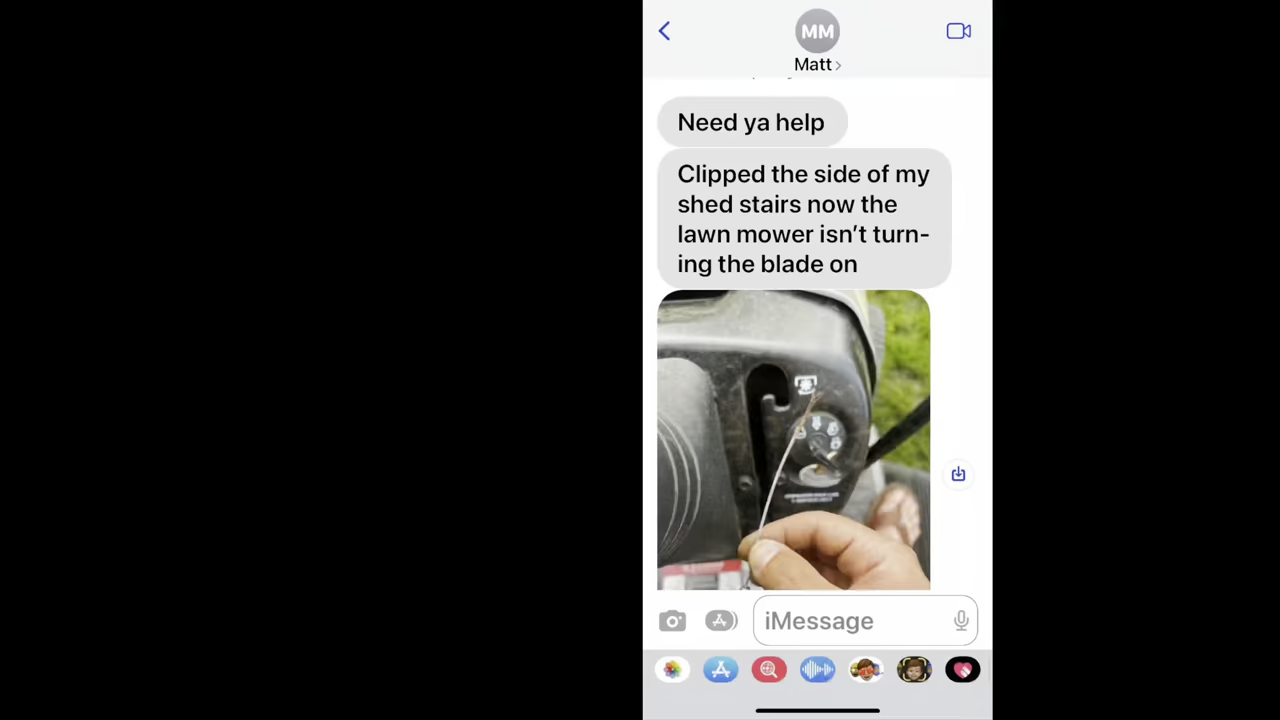 MM
Matt
Need ya help
Clipped the side of my
shed stairs now the
lawn mower isn’t turn-
ing the blade on
iMessage